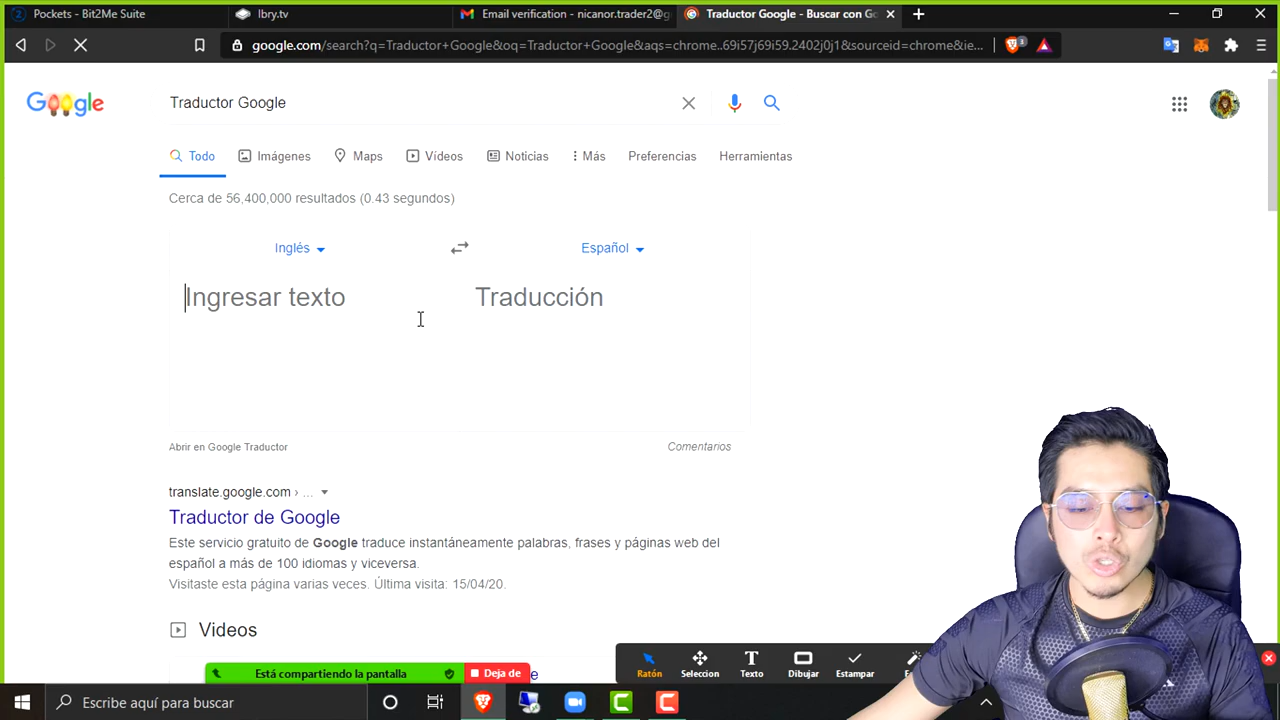 Pockets - Bit2Me Suite
lbry.tv
Email verification - nicanor.trader2@g
Traductor Google - Buscar con Go
google.com/search?q=Traductor+Google&oq=Traductor+Google&aqs=chrome..69i57j69i59.2402j0j1&sourceid=chrome&ie...
3
Google
Traductor Google
Todo
Imágenes
Maps
Vídeos
Noticias
Más
Preferencias
Herramientas
Cerca de 56,400,000 resultados (0.43 segundos)
Inglés
Español
Ingresar texto
Traducción
Abrir en Google Traductor
Comentarios
translate.google.com › ...
Traductor de Google
Este servicio gratuito de Google traduce instantáneamente palabras, frases y páginas web del
español a más de 100 idiomas y viceversa.
Visitaste esta página varias veces. Última visita: 15/04/20.
Videos
Está compartiendo la pantalla
Deja de
Ratón
Seleccion
Texto
Dibujar
Estampar
Escribe aquí para buscar